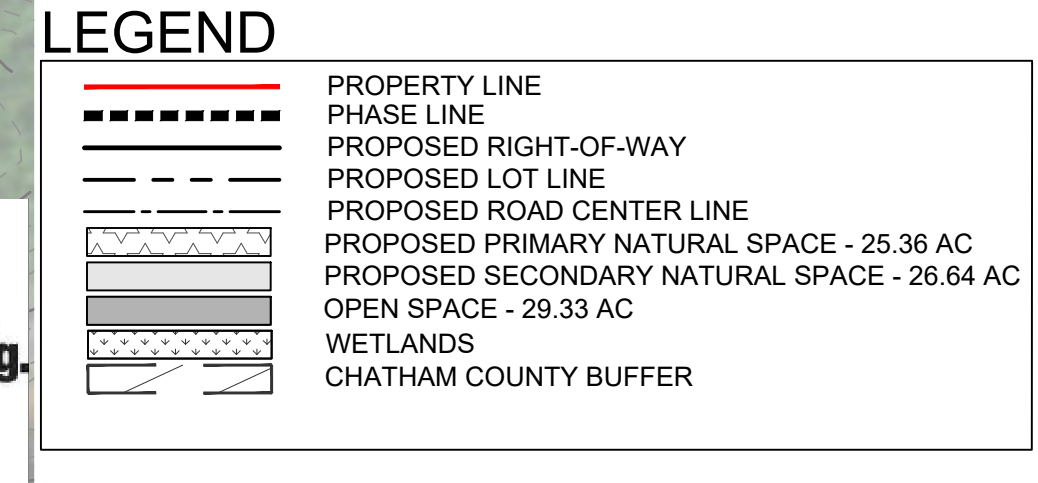 LEGEND
PROPERTY LINE
PHASE LINE
PROPOSED RIGHT-OF-WAY
PROPOSED LOT LINE
PROPOSED ROAD CENTER LINE
PROPOSED PRIMARY NATURAL SPACE - 25.36 AC
PROPOSED SECONDARY NATURAL SPACE - 26.64 AC
OPEN SPACE - 29.33 AC
WETLANDS
g.
CHATHAM COUNTY BUFFER